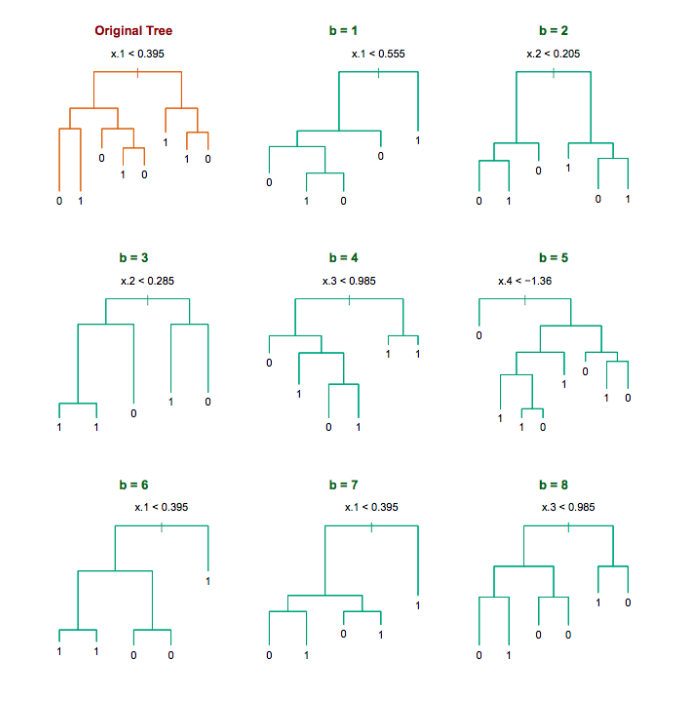 Original Tree
x.1 < 0.395
0 1 0 1 0 1 1 0
b = 1
x.1 < 0.555
0 1 0 0 1
b = 2
x.2 < 0.205
0 1 0 1 0 1
b = 3
x.2 < 0.285
1 1 0 1 0
b = 4
x.3 < 0.985
0 1 0 1 1 1
b = 5
x.4 < −1.36
0 1 1 0 1 0 1 0
b = 6
x.1 < 0.395
1 1 0 0 1
b = 7
x.1 < 0.395
0 1 0 1 1
b = 8
x.3 < 0.985
0 1 0 0 1 0